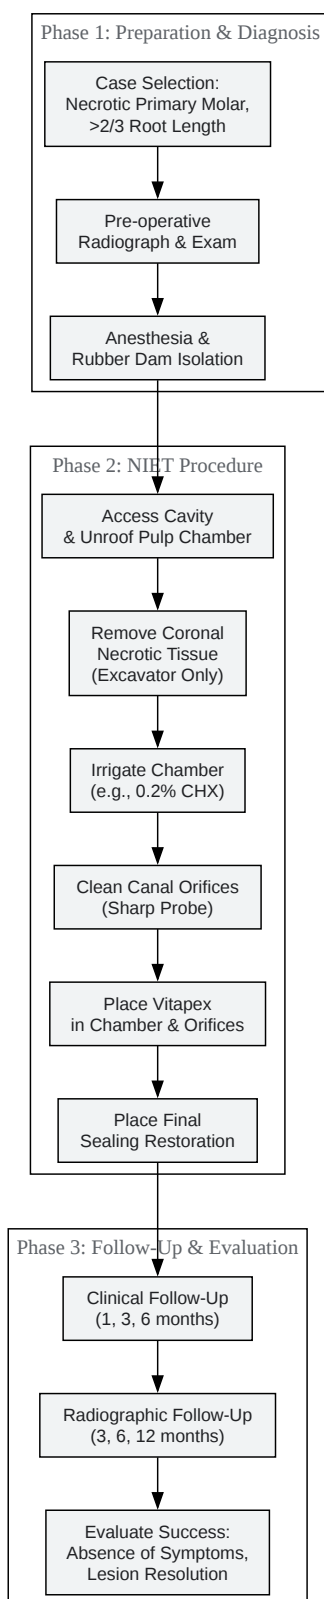 Phase 1: Preparation & Diagnosis
Case Selection:
Necrotic Primary Molar,
>2/3 Root Length
Pre-operative
Radiograph & Exam
Anesthesia &
Rubber Dam Isolation
Phase 2: NIET Procedure
Access Cavity
& Unroof Pulp Chamber
Remove Coronal
Necrotic Tissue
(Excavator Only)
Irrigate Chamber
(e.g., 0.2% CHX)
Clean Canal Orifices
(Sharp Probe)
Place Vitapex
in Chamber & Orifices
Place Final
Sealing Restoration
Phase 3: Follow-Up & Evaluation
Clinical Follow-Up
(1, 3, 6 months)
Radiographic Follow-Up
(3, 6, 12 months)
Evaluate Success:
Absence of Symptoms,
Lesion Resolution